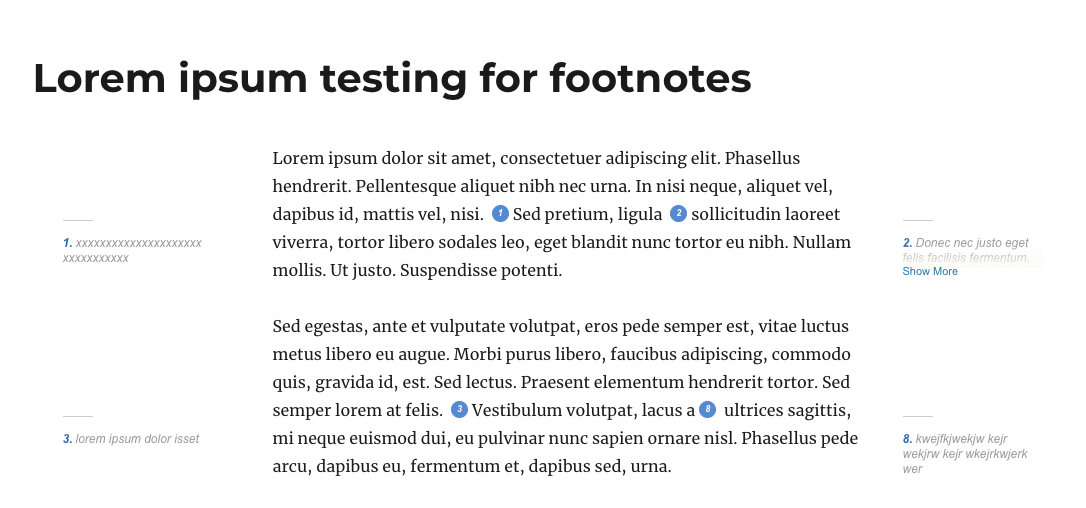 Lorem ipsum testing for footnotes
Lorem ipsum dolor sit amet, consectetuer adipiscing elit. Phasellus
hendrerit. Pellentesque aliquet nibh nec urna. In nisi neque, aliquet vel,
dapibus id, mattis vel, nisi. 1 Sed pretium, ligula 2 sollicitudin laoreet
viverra, tortor libero sodales leo, eget blandit nunc tortor eu nibh. Nullam
mollis. Ut justo. Suspendisse potenti.
1. xxxxxxxxxxxxxxxxxxxxx
xxxxxxxxxxx
2. Donec nec justo eget
felis facilisis fermentum.
Show More
Sed egestas, ante et vulputate volutpat, eros pede semper est, vitae luctus
metus libero eu augue. Morbi purus libero, faucibus adipiscing, commodo
quis, gravida id, est. Sed lectus. Praesent elementum hendrerit tortor. Sed
semper lorem at felis. 3 Vestibulum volutpat, lacus a 8 ultrices sagittis,
mi neque euismod dui, eu pulvinar nunc sapien ornare nisl. Phasellus pede
arcu, dapibus eu, fermentum et, dapibus sed, urna.
3. lorem ipsum dolor isset
8. kwejfkjwekjw kejr
wekjrw kejr wkejrkwjerk
wer